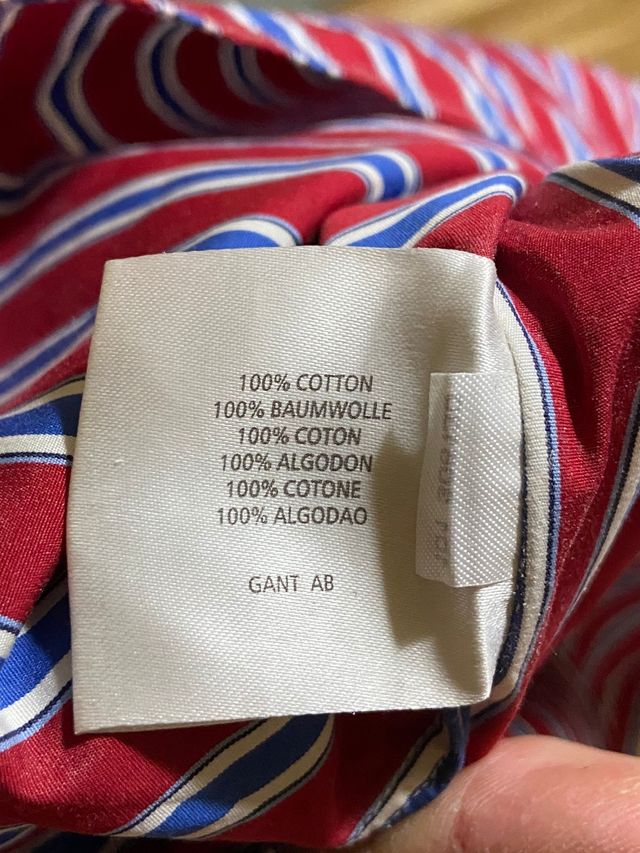 100% COTTON
100% BAUMWOLLE
100% COTON
100% ALGODON
100% COTONE
100% ALGODAO
GANT AB